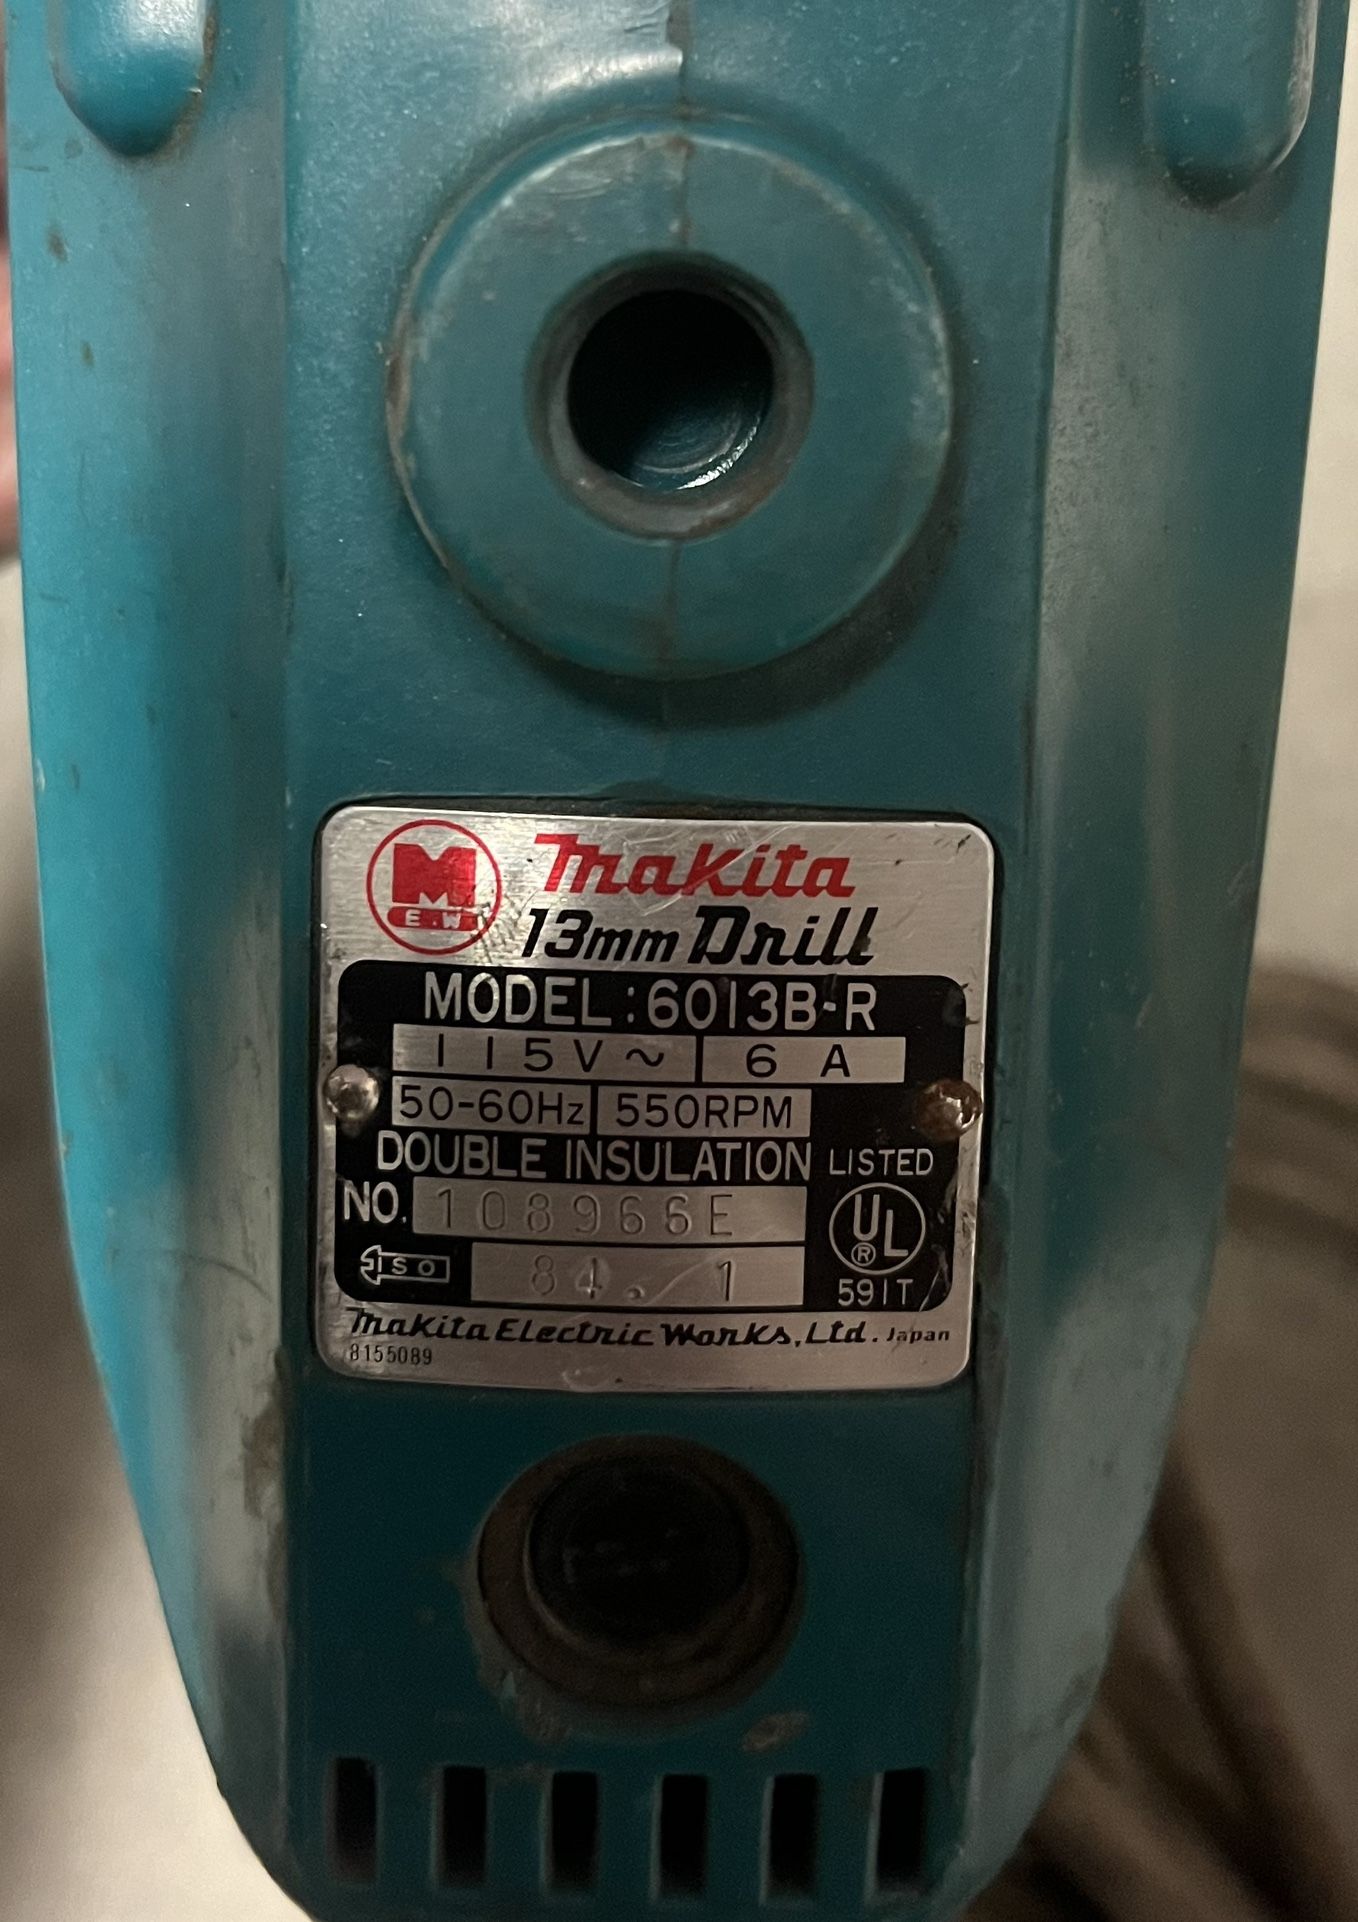 M
E.W
Makita
13mm Drill
MODEL:6013B-R
115V~ 6 A
50-60Hz 550RPM
DOUBLE INSULATION LISTED
NO. 108966E UL
®
ISO 84. 1 591T
Makita Electric Works, Ltd. Japan
8155089